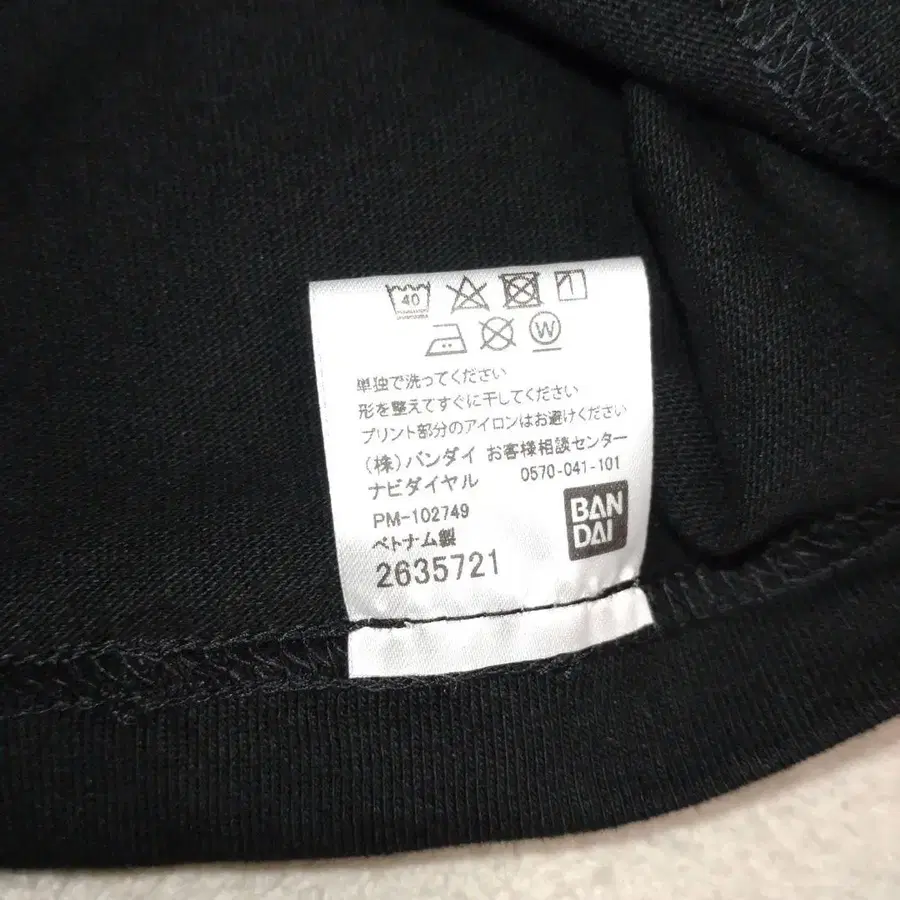 40
単独で洗ってください
形を整えてすぐに干してください
プリント部分のアイロンはお避けください
(株)バンダイ お客様相談センター
ナビダイヤル 0570-041-101
PM-102749
ベトナム製
2635721
BAN
DAI
W